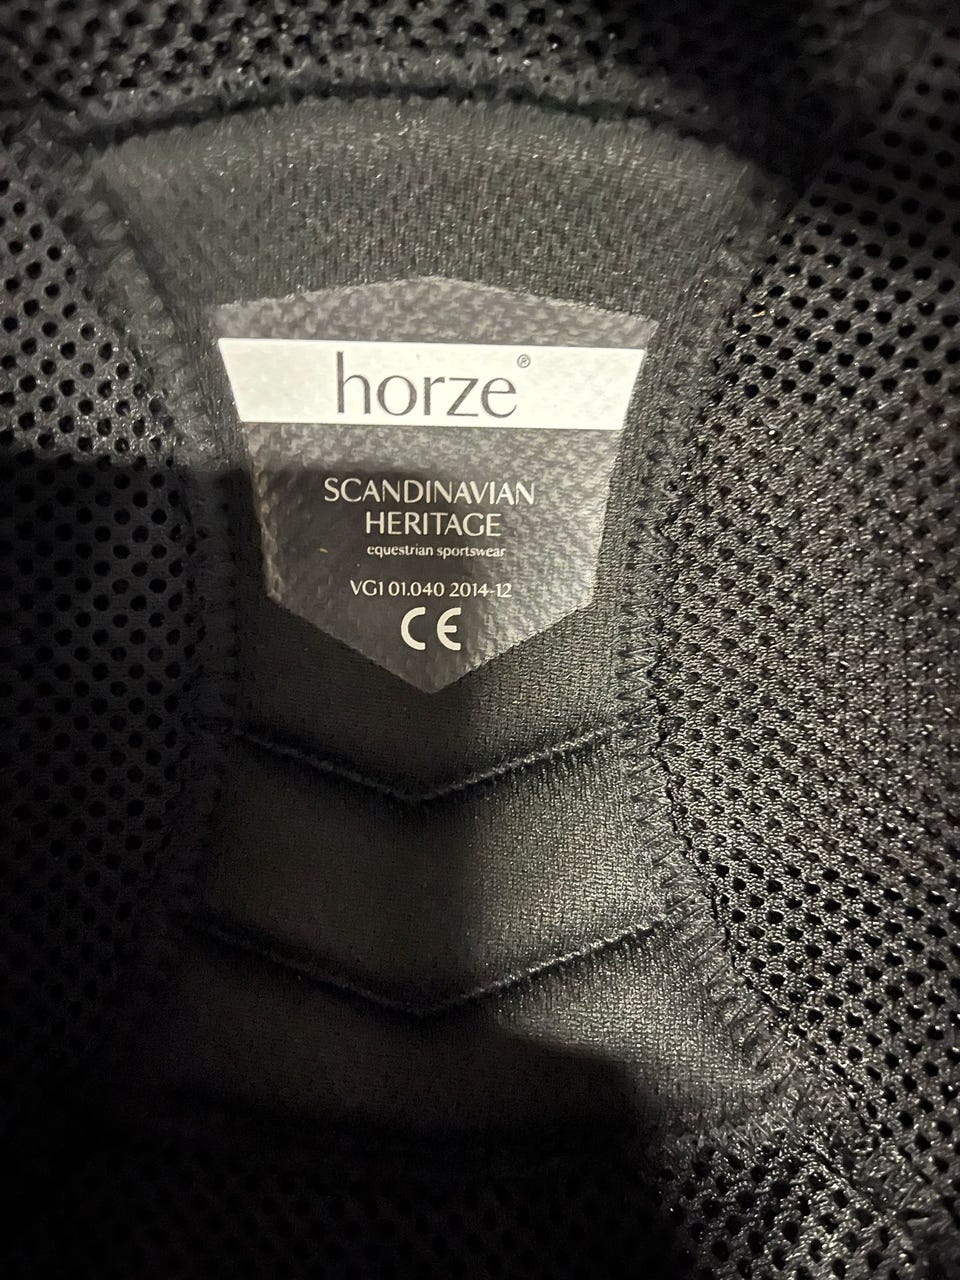 horze®
SCANDINAVIAN
HERITAGE
equestrian sportswear
VG1 01.040 2014-12
CE